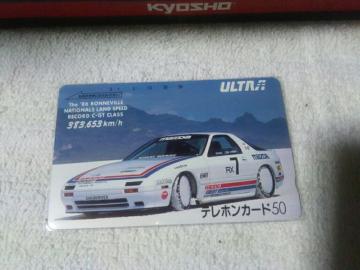 KYOSHO
ULTRA
The '86 BONNEVILLE
NATIONALS LAND SPEED
RECORD C-GT CLASS
383,653km/h
MAZDA
7
RX
MAZDA
テレホンカード50